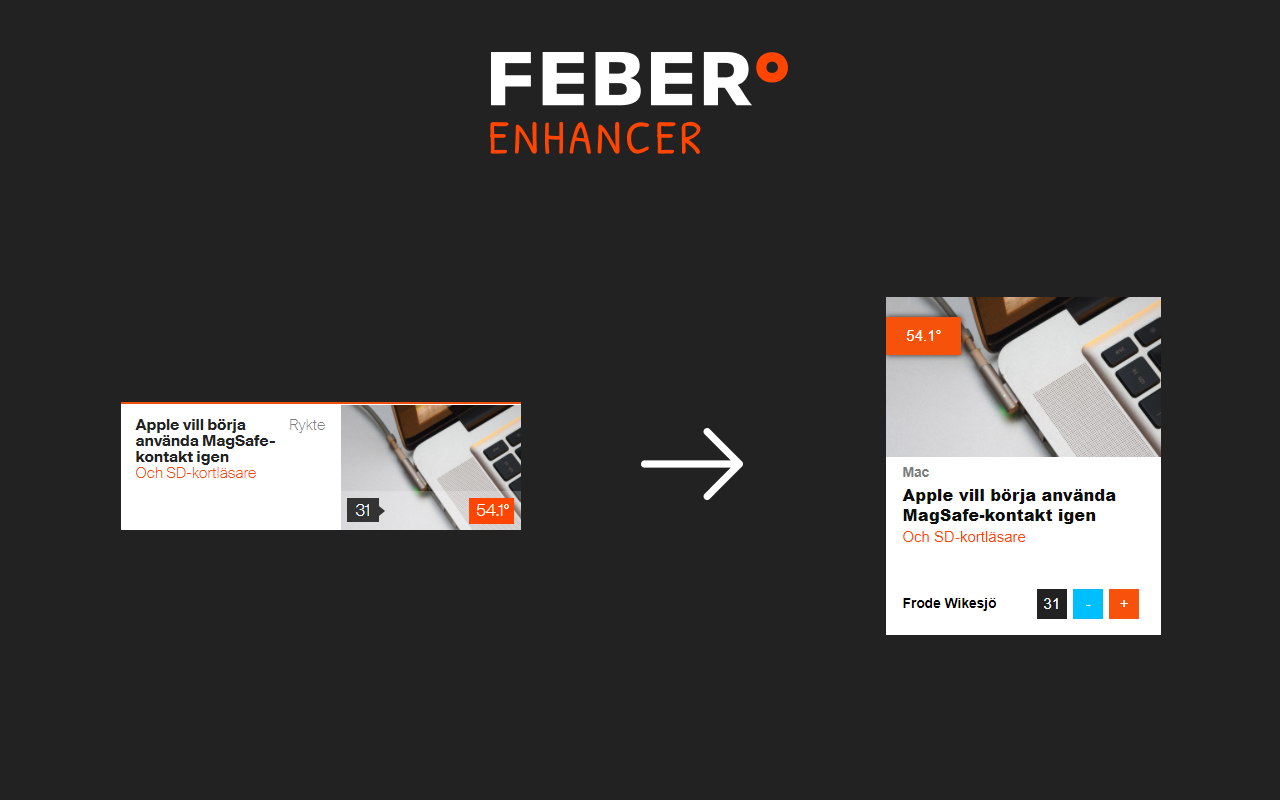 FEBER°
ENHANCER
Apple vill börja
använda MagSafe-
kontakt igen
Rykte
Och SD-kortläsare
31
54.1°
54.1°
Mac
Apple vill börja använda
MagSafe-kontakt igen
Och SD-kortläsare
Frode Wikesjö
31
-
+